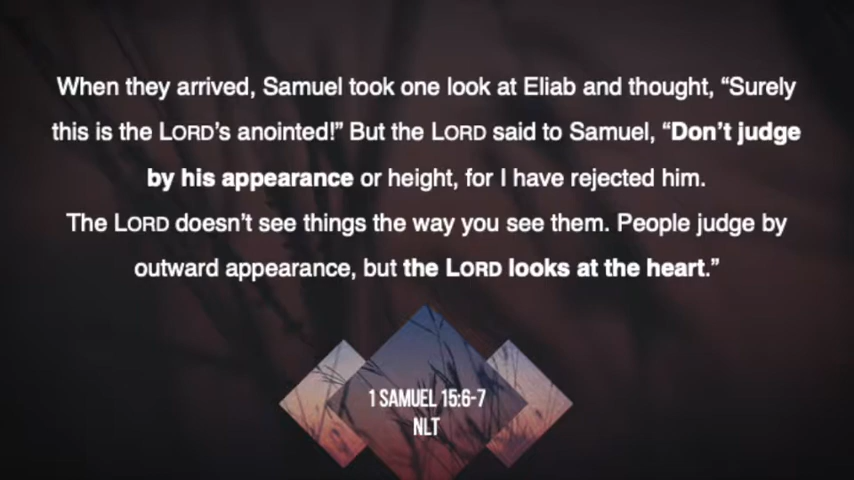 When they arrived, Samuel took one look at Eliab and thought, “Surely
this is the LORD’s anointed!” But the LORD said to Samuel, “Don’t judge
by his appearance or height, for I have rejected him.
The LORD doesn’t see things the way you see them. People judge by
outward appearance, but the LORD looks at the heart.”
1 SAMUEL 15:6-7
NLT